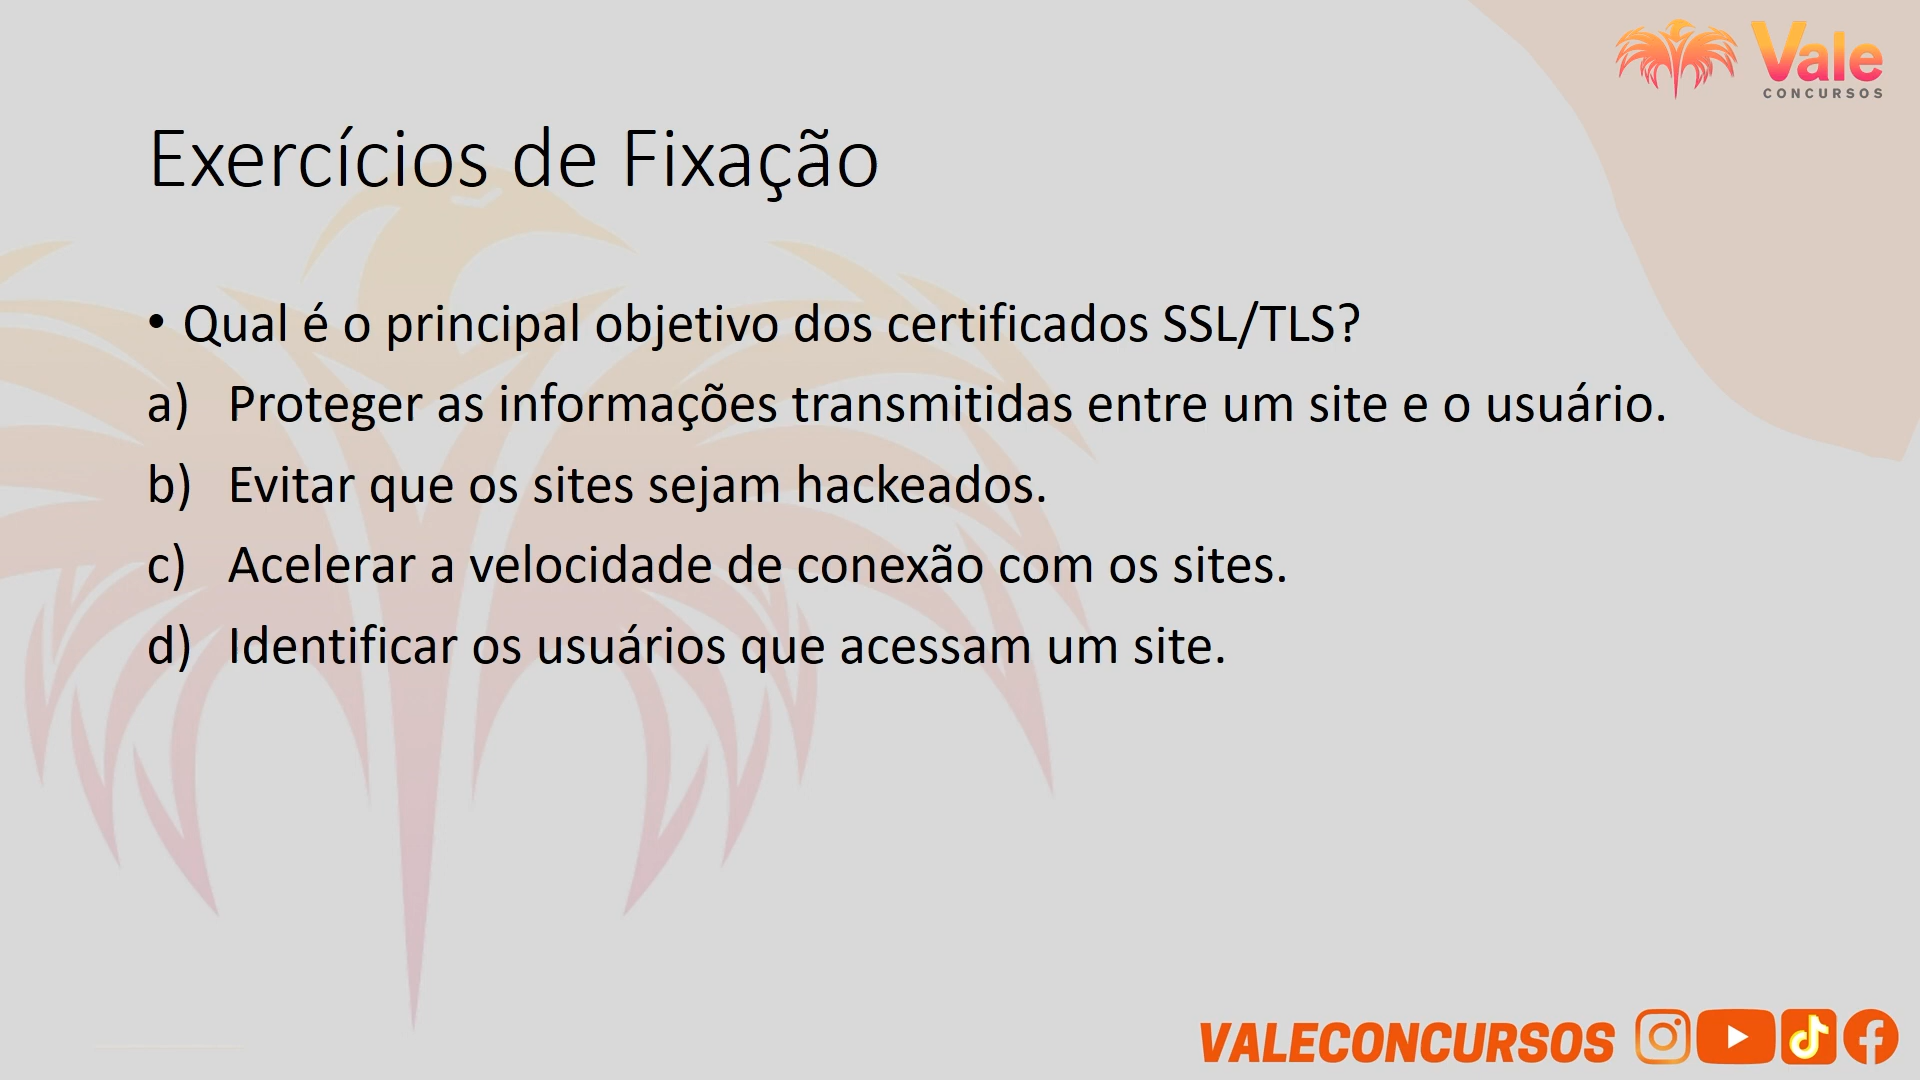 Vale
CONCURSOS
Exercícios de Fixação
• Qual é o principal objetivo dos certificados SSL/TLS?
a) Proteger as informações transmitidas entre um site e o usuário.
b) Evitar que os sites sejam hackeados.
c) Acelerar a velocidade de conexão com os sites.
d) Identificar os usuários que acessam um site.
VALECONCURSOS